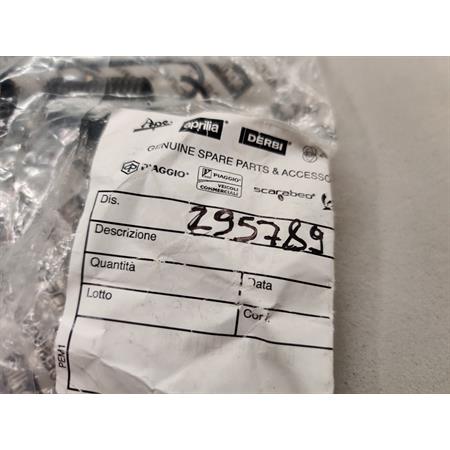 Ape aprilia DERBI
GENUINE SPARE PARTS & ACCESSO
PIAGGIO PIAGGIO VEICOLI COMMERCIALI scarabeo
Dis. 295789
Descrizione
Quantità Data
Lotto
PEM1